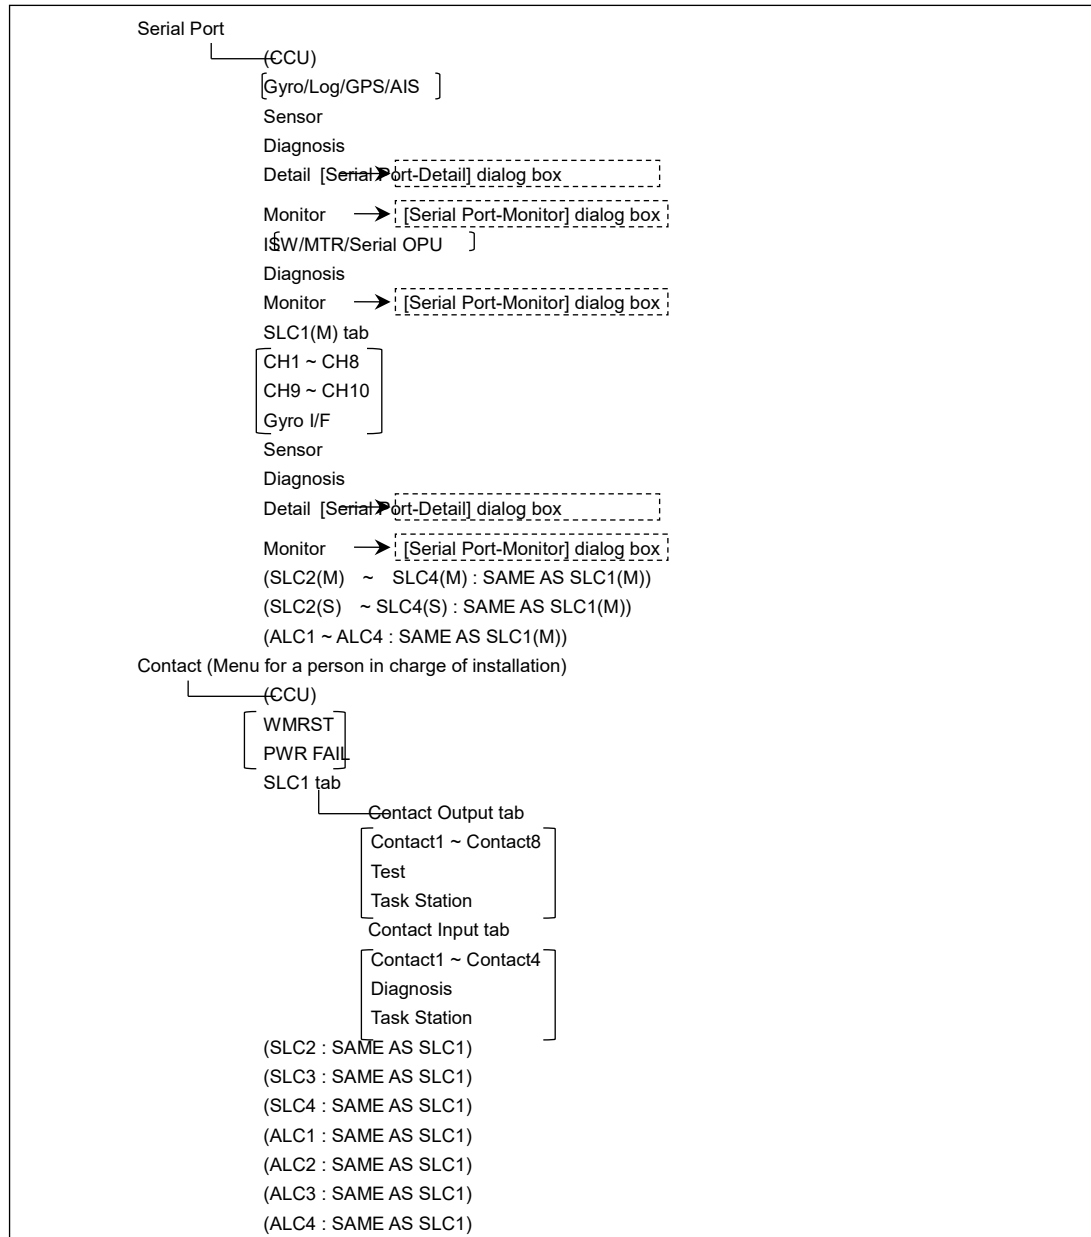 Serial Port
(CCU)
Gyro/Log/GPS/AIS
Sensor
Diagnosis
Detail [Serial Port-Detail] dialog box
Monitor [Serial Port-Monitor] dialog box
ISW/MTR/Serial OPU
Diagnosis
Monitor [Serial Port-Monitor] dialog box
SLC1(M) tab
CH1 ~ CH8
CH9 ~ CH10
Gyro I/F
Sensor
Diagnosis
Detail [Serial Port-Detail] dialog box
Monitor [Serial Port-Monitor] dialog box
(SLC2(M) ~ SLC4(M) : SAME AS SLC1(M))
(SLC2(S) ~ SLC4(S) : SAME AS SLC1(M))
(ALC1 ~ ALC4 : SAME AS SLC1(M))
Contact (Menu for a person in charge of installation)
(CCU)
WMRST
PWR FAIL
SLC1 tab
Contact Output tab
Contact1 ~ Contact8
Test
Task Station
Contact Input tab
Contact1 ~ Contact4
Diagnosis
Task Station
(SLC2 : SAME AS SLC1)
(SLC3 : SAME AS SLC1)
(SLC4 : SAME AS SLC1)
(ALC1 : SAME AS SLC1)
(ALC2 : SAME AS SLC1)
(ALC3 : SAME AS SLC1)
(ALC4 : SAME AS SLC1)